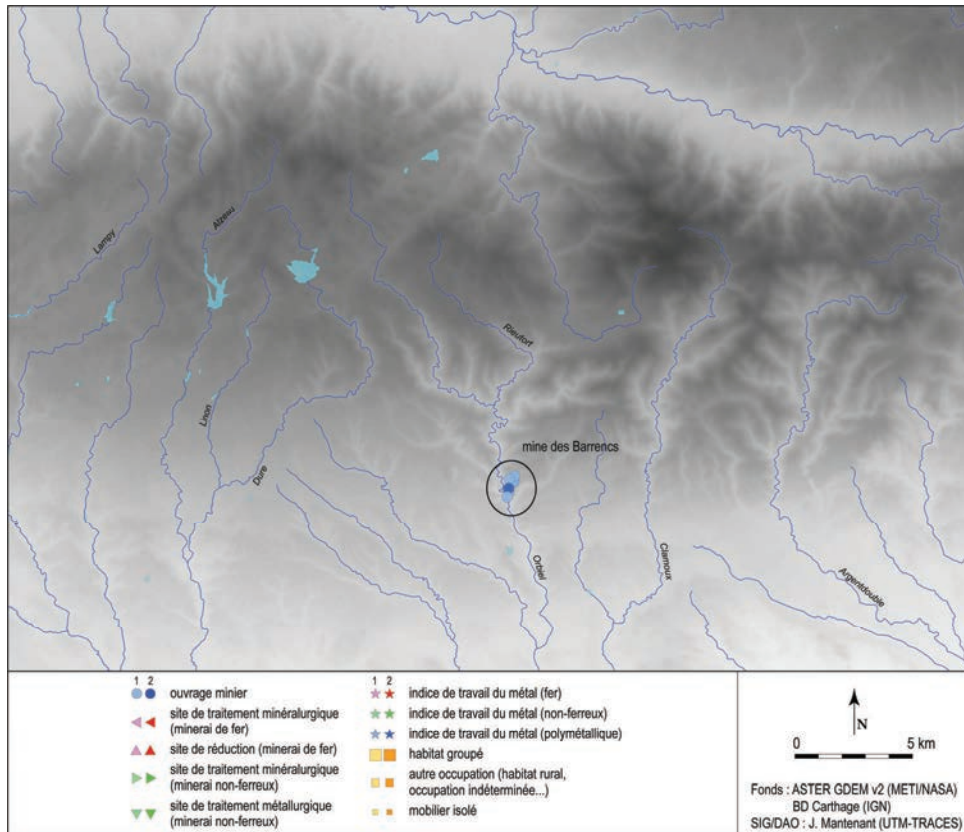 Lampy
Alzeau
Rieufort
Lnon
Dure
mine des Barrencs
Orbiel
Clamoux
Argentdouble
1 2
ouvrage minier
site de traitement minéralurgique
(minerai de fer)
site de réduction (minerai de fer)
site de traitement minéralurgique
(minerai non-ferreux)
site de traitement métallurgique
(minerai non-ferreux)
1 2
indice de travail du métal (fer)
indice de travail du métal (non-ferreux)
indice de travail du métal (polymétallique)
habitat groupé
autre occupation (habitat rural,
occupation indéterminée...)
mobilier isolé
N
0 5 km
Fonds : ASTER GDEM v2 (METI/NASA)
BD Carthage (IGN)
SIG/DAO : J. Mantenant (UTM-TRACES)